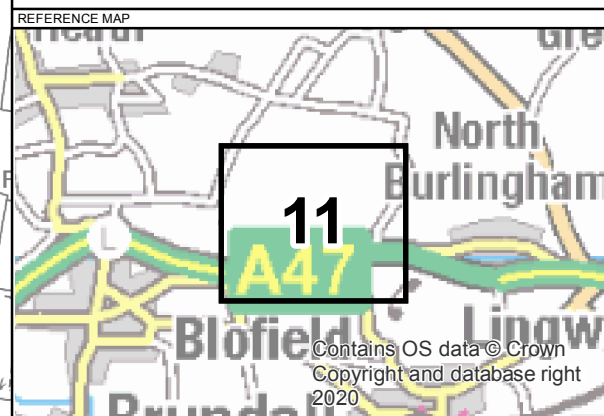 REFERENCE MAP
North
Burlingham
11
L
A47
Blofield
Contains OS data © Crown
Copyright and database right
2020